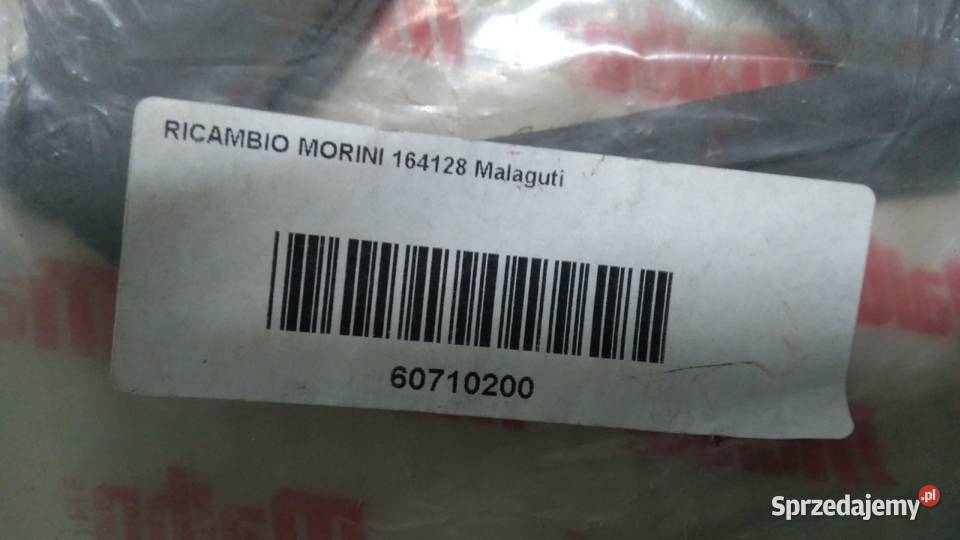 RICAMBIO MORINI 164128 Malaguti
60710200
Sprzedajemy.pl